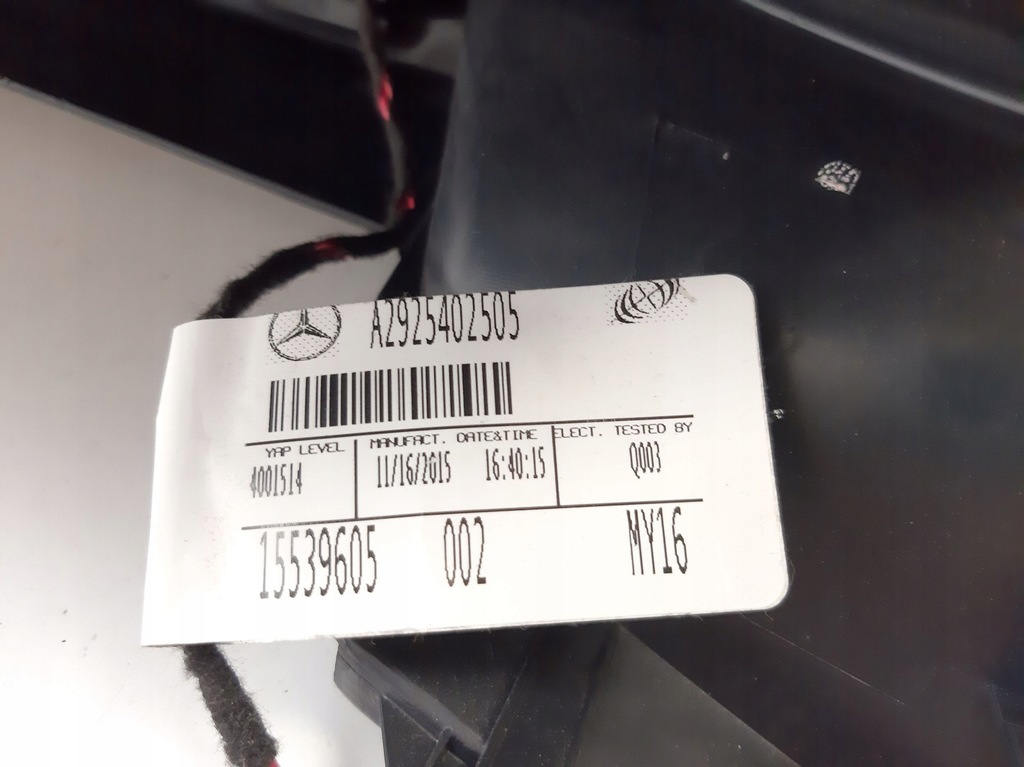 A2925402505
YAP LEVEL MANUFACT. DATE&TIME ELECT. TESTED BY
4001514 11/16/2015 16:40:15 Q003
15539605 002 MY16